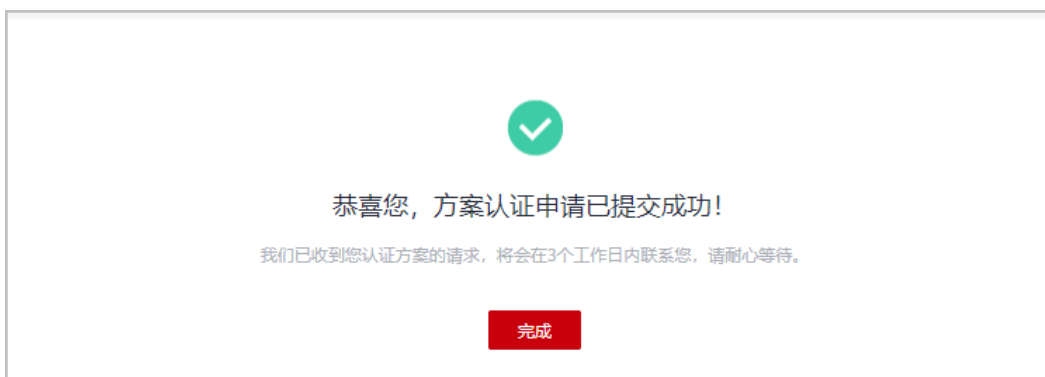 恭喜您，方案认证申请已提交成功！
我们已收到您认证方案的请求，将会在3个工作日内联系您，请耐心等待。
完成